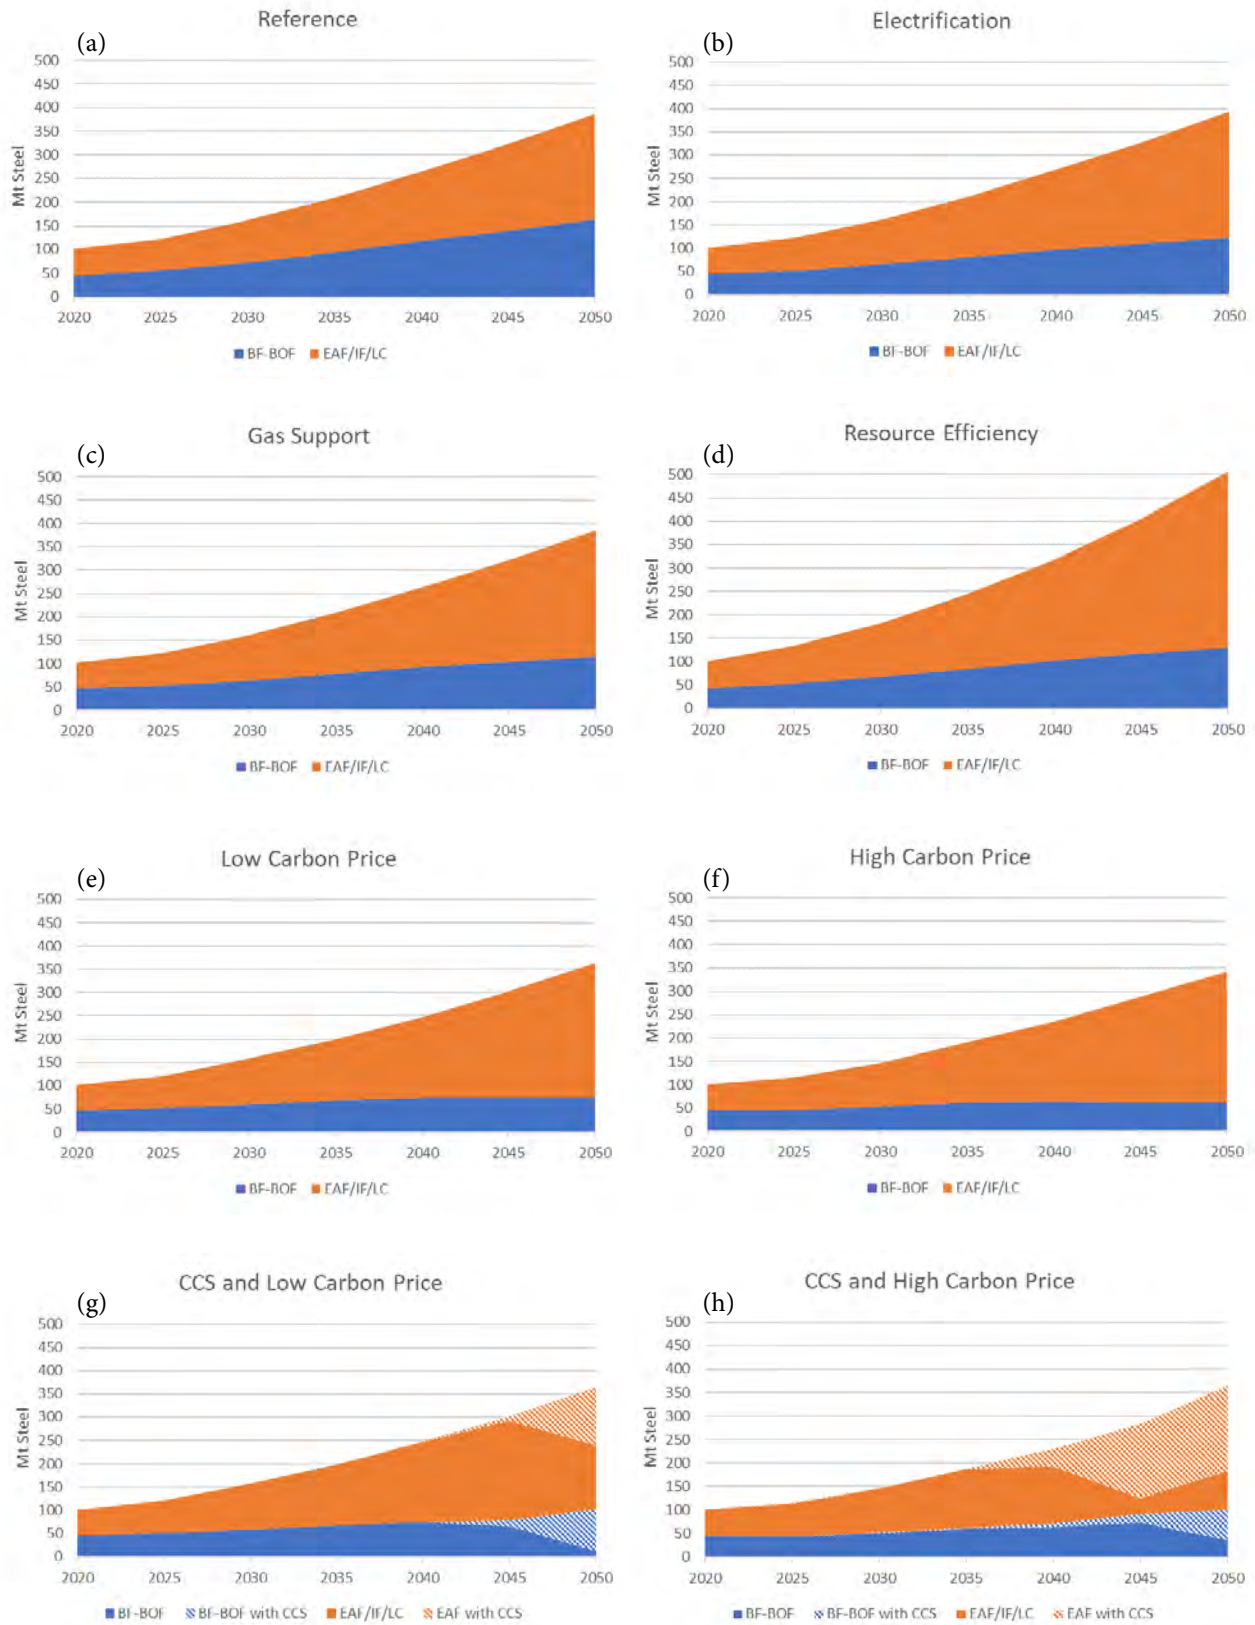 Reference
(a)
500
450
400
350
300
250
200
150
100
50
0
Mt Steel
2020 2025 2030 2035 2040 2045 2050
BF-BOF EAF/IF/LC
Electrification
(b)
500
450
400
350
300
250
200
150
100
50
0
Mt Steel
2020 2025 2030 2035 2040 2045 2050
BF-BOF EAF/IF/LC
Gas Support
(c)
500
450
400
350
300
250
200
150
100
50
0
Mt Steel
2020 2025 2030 2035 2040 2045 2050
BF-BOF EAF/IF/LC
Resource Efficiency
(d)
500
450
400
350
300
250
200
150
100
50
0
Mt Steel
2020 2025 2030 2035 2040 2045 2050
BF-BOF EAF/IF/LC
Low Carbon Price
(e)
500
450
400
350
300
250
200
150
100
50
0
Mt Steel
2020 2025 2030 2035 2040 2045 2050
BF-BOF EAF/IF/LC
High Carbon Price
(f)
500
450
400
350
300
250
200
150
100
50
0
Mt Steel
2020 2025 2030 2035 2040 2045 2050
BF-BOF EAF/IF/LC
CCS and Low Carbon Price
(g)
500
450
400
350
300
250
200
150
100
50
0
Mt Steel
2020 2025 2030 2035 2040 2045 2050
BF-BOF BF-BOF with CCS EAF/IF/LC EAF with CCS
CCS and High Carbon Price
(h)
500
450
400
350
300
250
200
150
100
50
0
Mt Steel
2020 2025 2030 2035 2040 2045 2050
BF-BOF BF-BOF with CCS EAF/IF/LC EAF with CCS